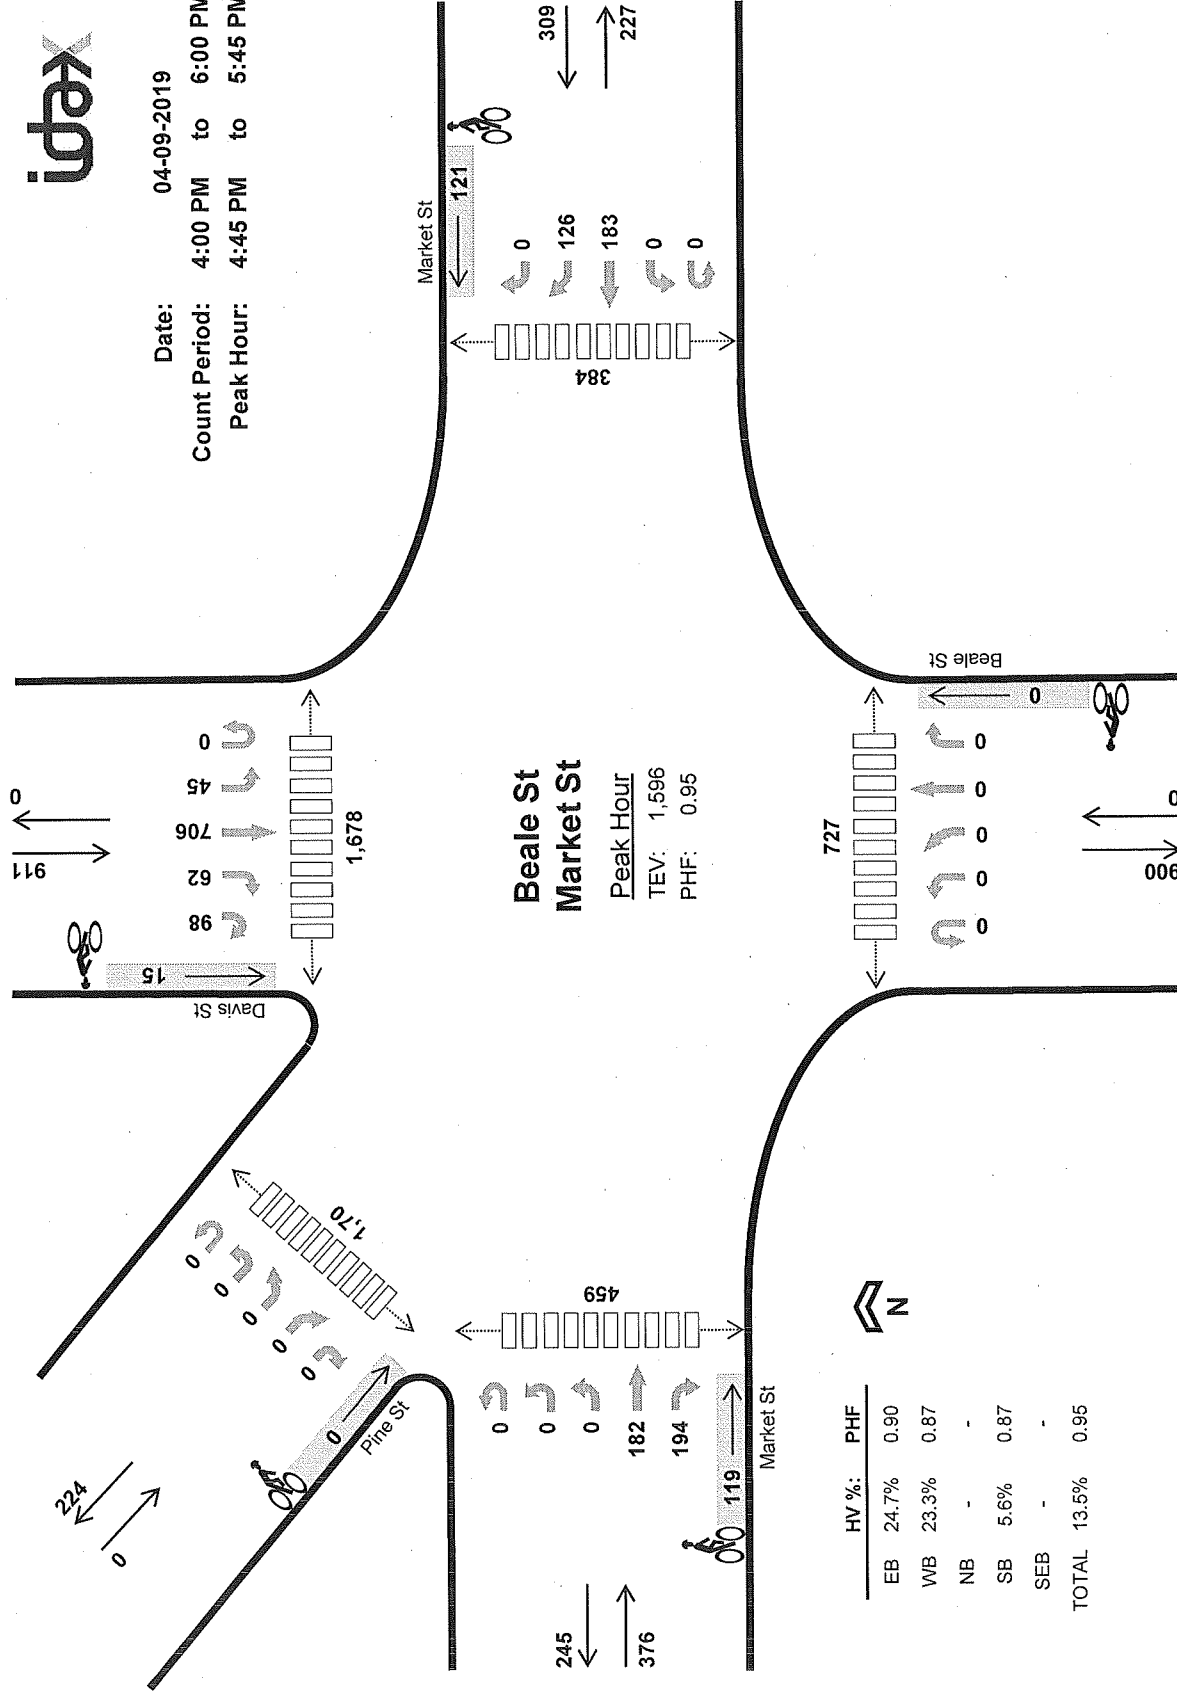 idax
Date: 04-09-2019
Count Period: 4:00 PM to 6:00 PM
Peak Hour: 4:45 PM to 5:45 PM
911
0
0
45
706
62
98
15
Davis St
1,678
224
0
0
0
0
0
0
0
Pine St
1,70
Market St
121
309
227
0
126
183
0
0
384
Beale St
Market St
Peak Hour
TEV: 1,596
PHF: 0.95
245
376
0
0
0
182
194
119
Market St
459
727
0
0
0
0
0
0
Beale St
900
0
N
HV %: PHF
EB 24.7% 0.90
WB 23.3% 0.87
NB - -
SB 5.6% 0.87
SEB - -
TOTAL 13.5% 0.95